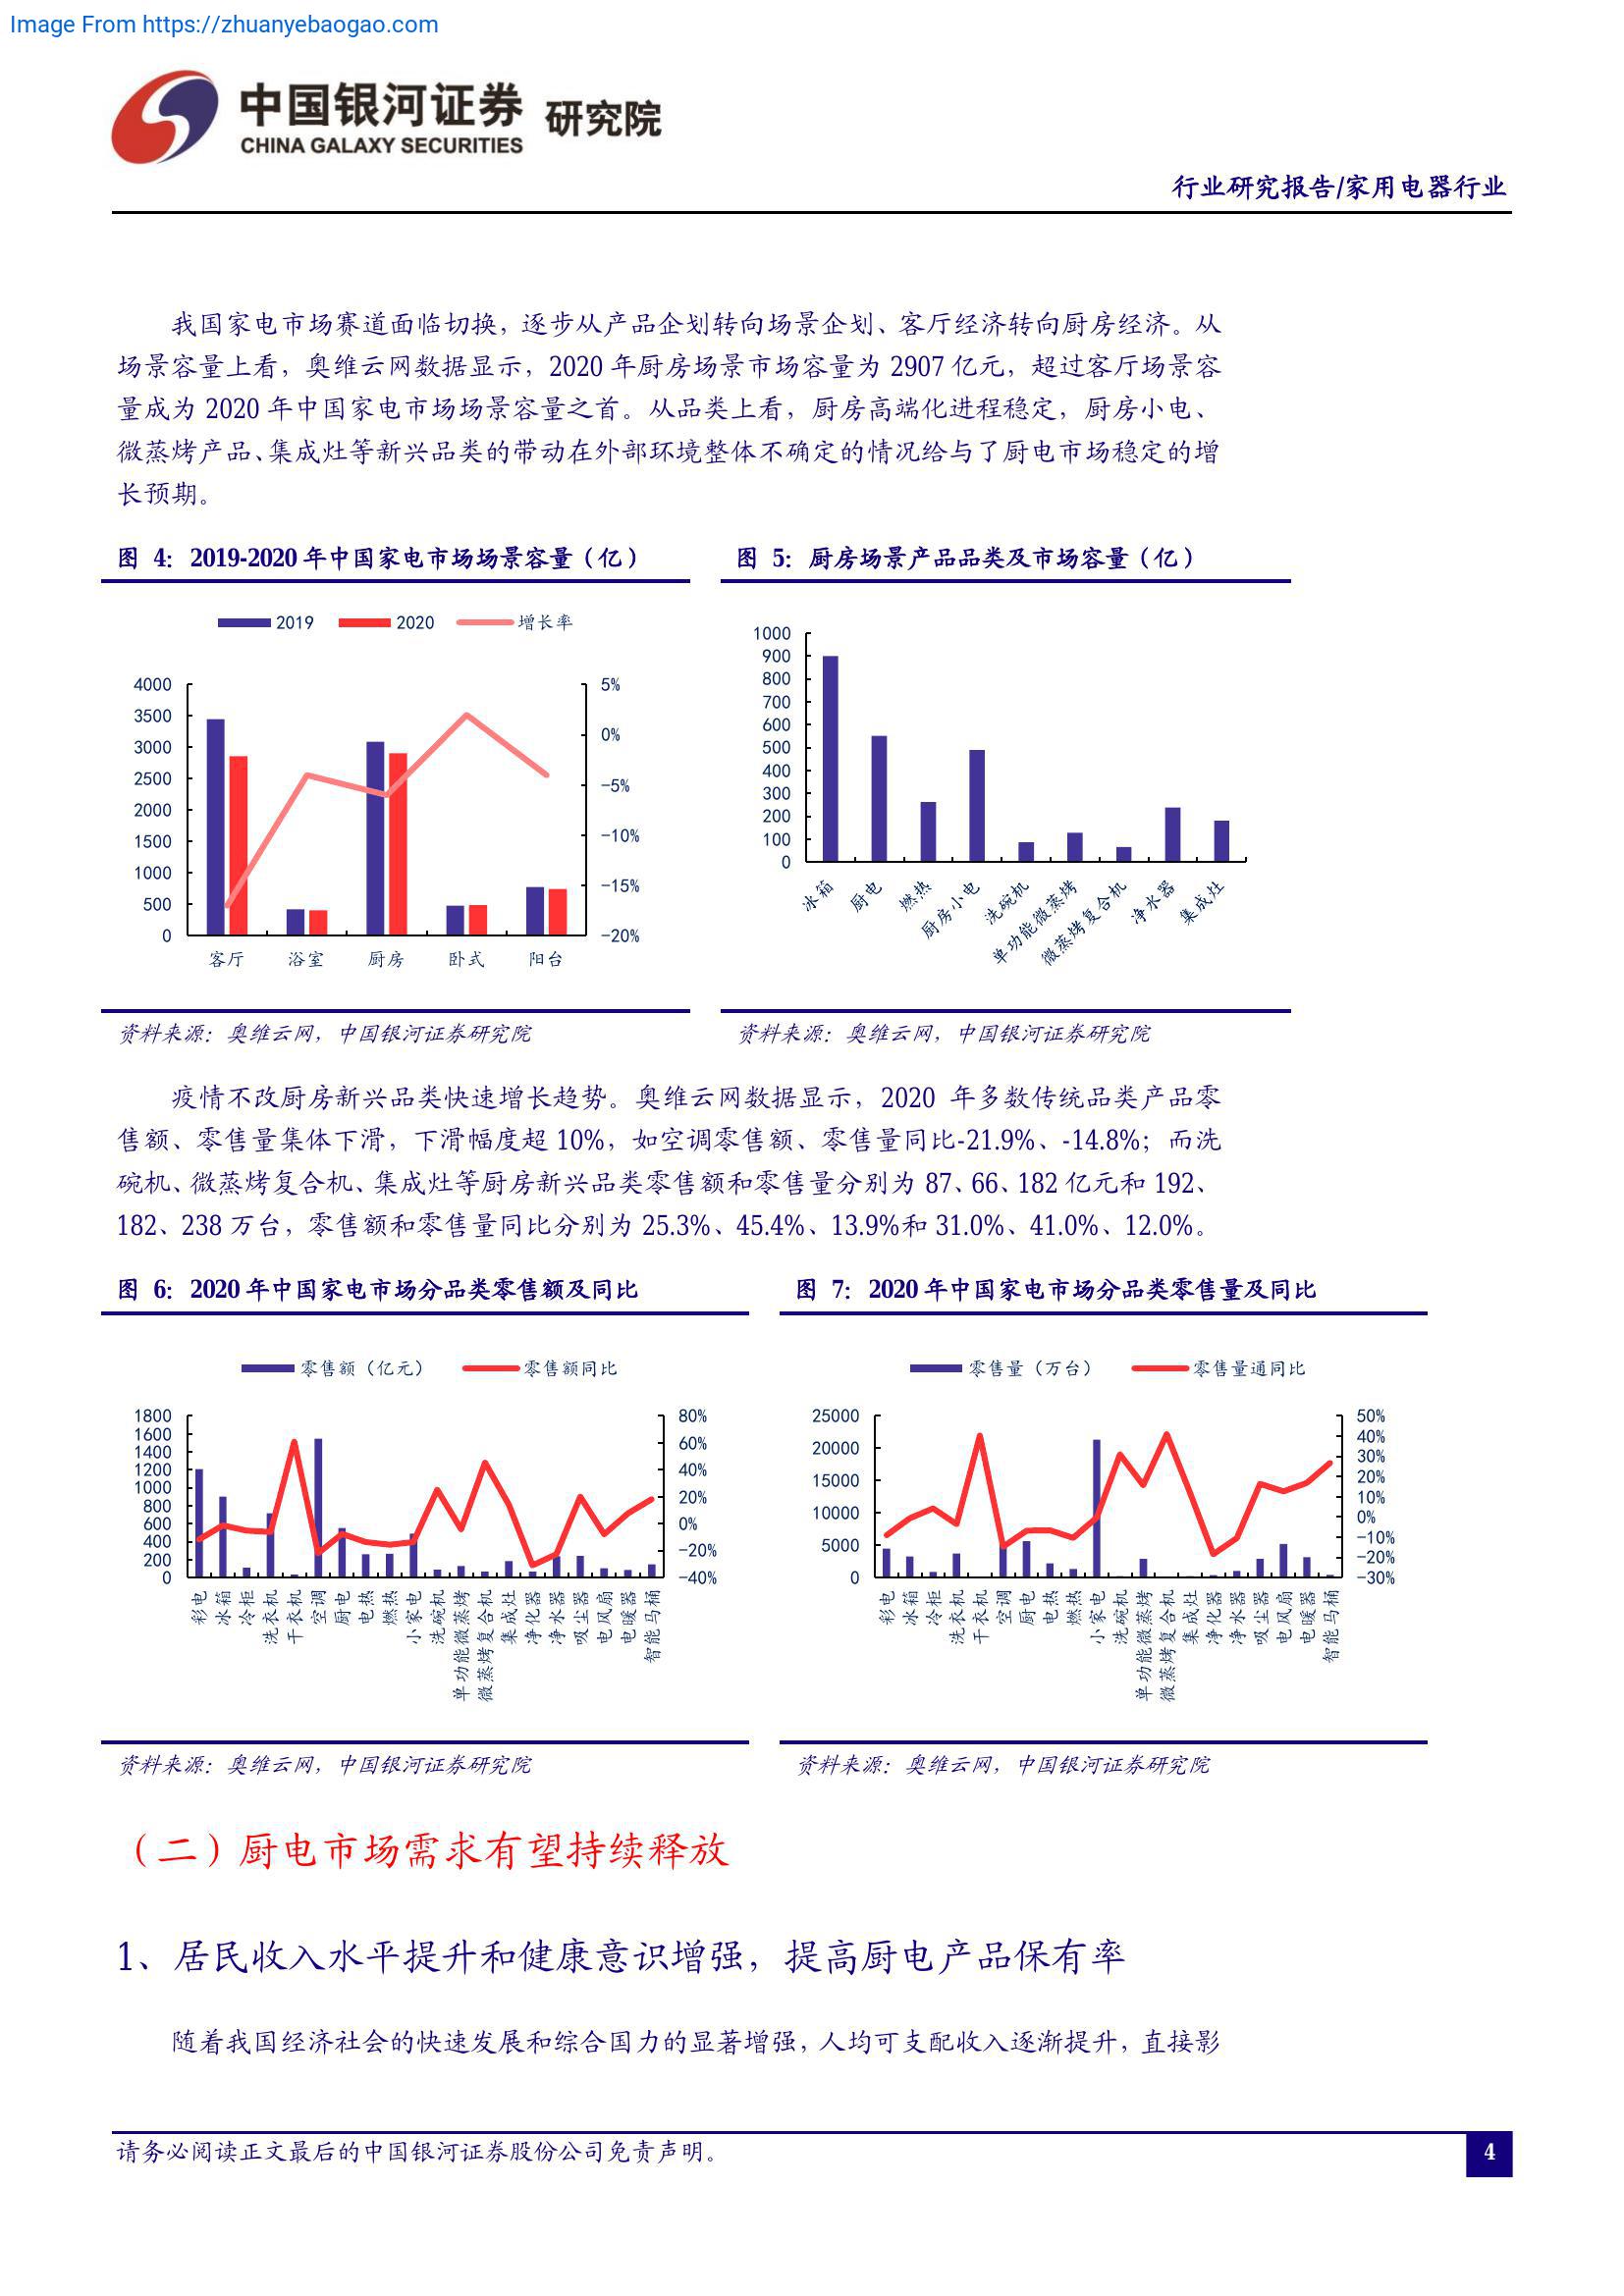 Image From https://zhuanyebaogao.com
中国银河证券 研究院
CHINA GALAXY SECURITIES
行业研究报告/家用电器行业
我国家电市场赛道面临切换，逐步从产品企划转向场景企划、客厅经济转向厨房经济。从
场景容量上看，奥维云网数据显示，2020 年厨房场景市场容量为 2907 亿元，超过客厅场景容
量成为 2020 年中国家电市场场景容量之首。从品类上看，厨房高端化进程稳定，厨房小电、
微蒸烤产品、集成灶等新兴品类的带动在外部环境整体不确定的情况给与了厨电市场稳定的增
长预期。
图 4：2019-2020 年中国家电市场场景容量（亿）
2019 2020 增长率
4000 5%
3500
3000 0%
2500 -5%
2000
1500 -10%
1000 -15%
500
0 -20%
客厅 浴室 厨房 卧式 阳台
资料来源：奥维云网，中国银河证券研究院
图 5：厨房场景产品品类及市场容量（亿）
1000
900
800
700
600
500
400
300
200
100
0
冰箱 厨电 燃热 厨房小电 洗碗机 单功能微蒸烤 微蒸烤复合机 净水器 集成灶
资料来源：奥维云网，中国银河证券研究院
疫情不改厨房新兴品类快速增长趋势。奥维云网数据显示，2020 年多数传统品类产品零
售额、零售量集体下滑，下滑幅度超 10%，如空调零售额、零售量同比-21.9%、-14.8%；而洗
碗机、微蒸烤复合机、集成灶等厨房新兴品类零售额和零售量分别为 87、66、182 亿元和 192、
182、238 万台，零售额和零售量同比分别为 25.3%、45.4%、13.9%和 31.0%、41.0%、12.0%。
图 6：2020 年中国家电市场分品类零售额及同比
零售额（亿元） 零售额同比
1800 80%
1600 60%
1400
1200 40%
1000 20%
800
600 0%
400 -20%
200
0 -40%
彩电 冰箱 冷柜 洗衣机 干衣机 空调 厨电 电热 燃热 小家电 洗碗机 单功能微蒸烤 微蒸烤复合机 集成灶 净化器 净水器 吸尘器 电风扇 电暖器 智能马桶
资料来源：奥维云网，中国银河证券研究院
图 7：2020 年中国家电市场分品类零售量及同比
零售量（万台） 零售量通同比
25000 50%
20000 40%
15000 30%
10000 20%
5000 10%
0 0%
-10%
-20%
-30%
彩电 冰箱 冷柜 洗衣机 干衣机 空调 厨电 电热 燃热 小家电 洗碗机 单功能微蒸烤 微蒸烤复合机 集成灶 净化器 净水器 吸尘器 电风扇 电暖器 智能马桶
资料来源：奥维云网，中国银河证券研究院
（二）厨电市场需求有望持续释放
1、居民收入水平提升和健康意识增强，提高厨电产品保有率
随着我国经济社会的快速发展和综合国力的显著增强，人均可支配收入逐渐提升，直接影
请务必阅读正文最后的中国银河证券股份公司免责声明。
4